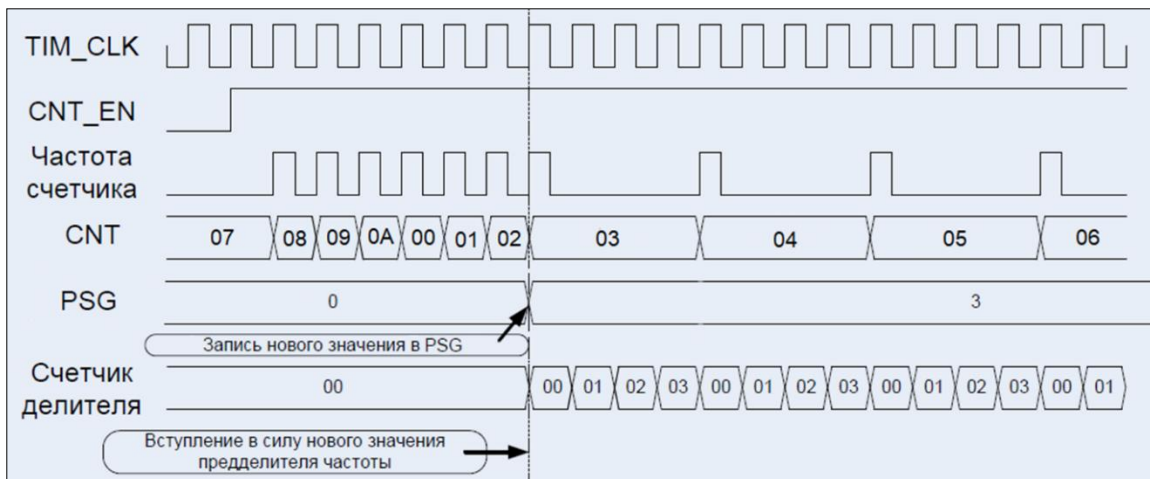 TIM_CLK
CNT_EN
Частота
счетчика
CNT 07 08 09 0A 00 01 02 03 04 05 06
PSG 0 3
Запись нового значения в PSG
Счетчик
делителя
00 00 01 02 03 00 01 02 03 00 01 02 03 00 01
Вступление в силу нового значения
предделителя частоты